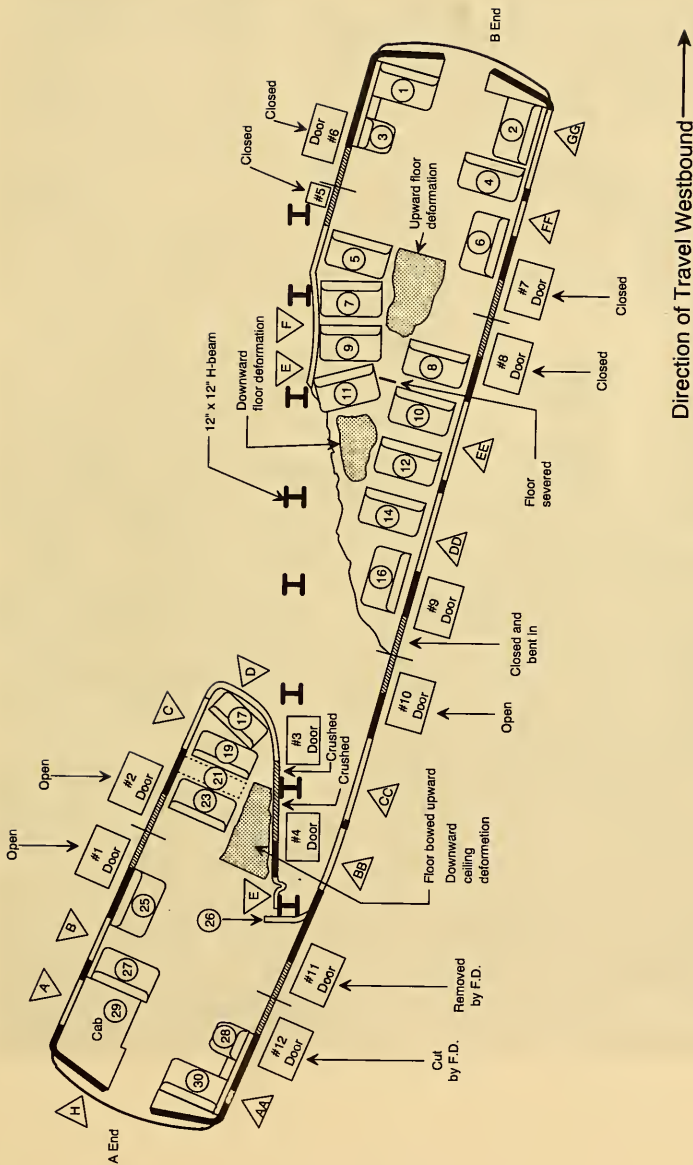 Direction of Travel Westbound
A End
B End
H
A
B
C
D
E
E
F
AA
BB
CC
DD
EE
FF
GG
Open
#1
Door
Open
#2
Door
#3
Door
Crushed
#4
Door
Crushed
Closed
#5
Closed
Door
#6
#7
Door
Closed
#8
Door
Closed
#9
Door
Closed and
bent in
#10
Door
Open
#11
Door
Removed
by F.D.
#12
Door
Cut
by F.D.
12" x 12" H-beam
Downward
floor deformation
Upward floor
deformation
Floor
severed
Floor bowed upward
Downward
ceiling
deformetion
Cab
1
2
3
4
5
6
7
8
9
10
11
12
14
16
17
19
21
23
25
26
27
28
29
30